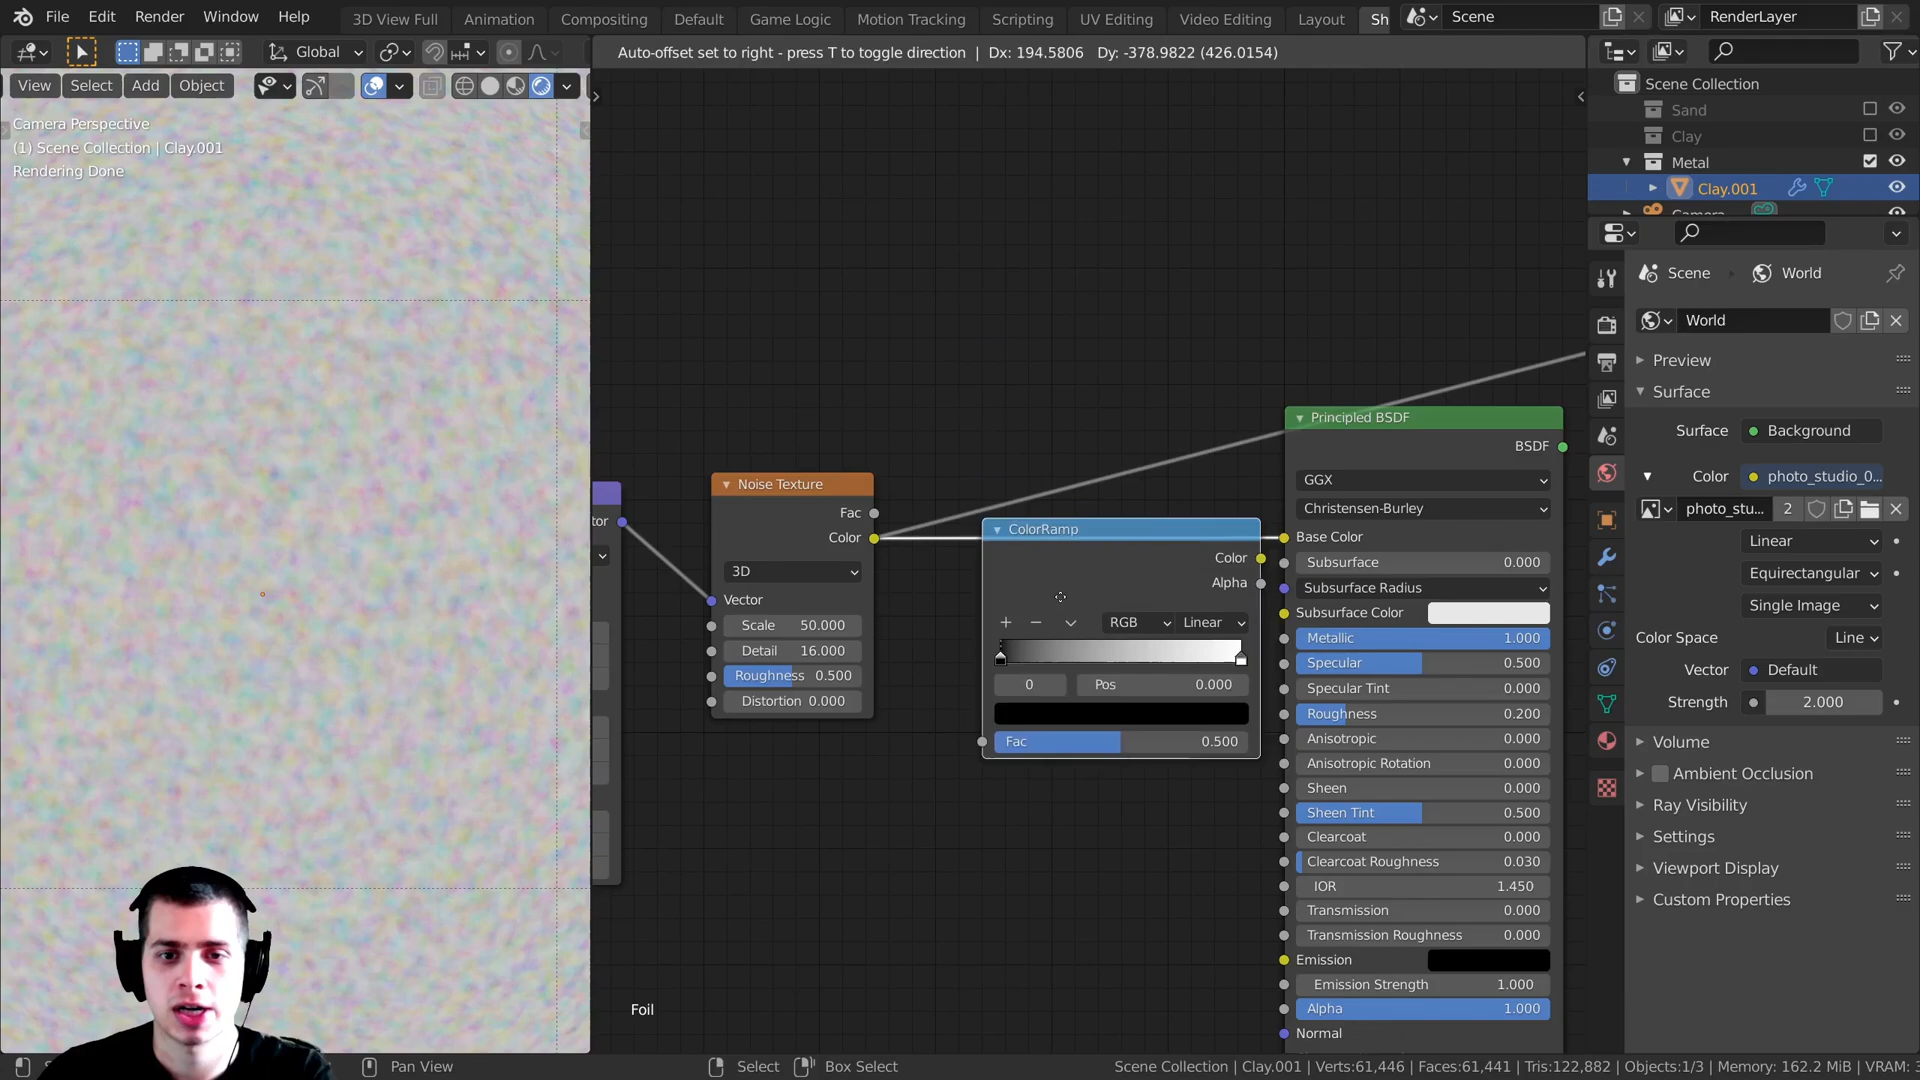 File Edit Render Window Help 3D View Full Animation Compositing Default Game Logic Motion Tracking Scripting UV Editing Video Editing Layout Sh Scene RenderLayer
Global Auto-offset set to right - press T to toggle direction | Dx: 194.5806 Dy: -378.9822 (426.0154)
View Select Add Object
Camera Perspective
(1) Scene Collection | Clay.001
Rendering Done
tor
Noise Texture
Fac
Color
3D
Vector
Scale 50.000
Detail 16.000
Roughness 0.500
Distortion 0.000
ColorRamp
Color
Alpha
RGB Linear
0 Pos 0.000
Fac 0.500
Principled BSDF
BSDF
GGX
Christensen-Burley
Base Color
Subsurface 0.000
Subsurface Radius
Subsurface Color
Metallic 1.000
Specular 0.500
Specular Tint 0.000
Roughness 0.200
Anisotropic 0.000
Anisotropic Rotation 0.000
Sheen 0.000
Sheen Tint 0.500
Clearcoat 0.000
Clearcoat Roughness 0.030
IOR 1.450
Transmission 0.000
Transmission Roughness 0.000
Emission
Emission Strength 1.000
Alpha 1.000
Normal
Foil
Scene Collection
Sand
Clay
Metal
Clay.001
Scene World
World
Preview
Surface
Surface Background
Color photo_studio_0...
photo_stu... 2
Linear
Equirectangular
Single Image
Color Space Line
Vector Default
Strength 2.000
Volume
Ambient Occlusion
Ray Visibility
Settings
Viewport Display
Custom Properties
Pan View Select Box Select Scene Collection | Clay.001 | Verts:61,446 | Faces:61,441 | Tris:122,882 | Objects:1/3 | Memory: 162.2 MiB | VRAM: